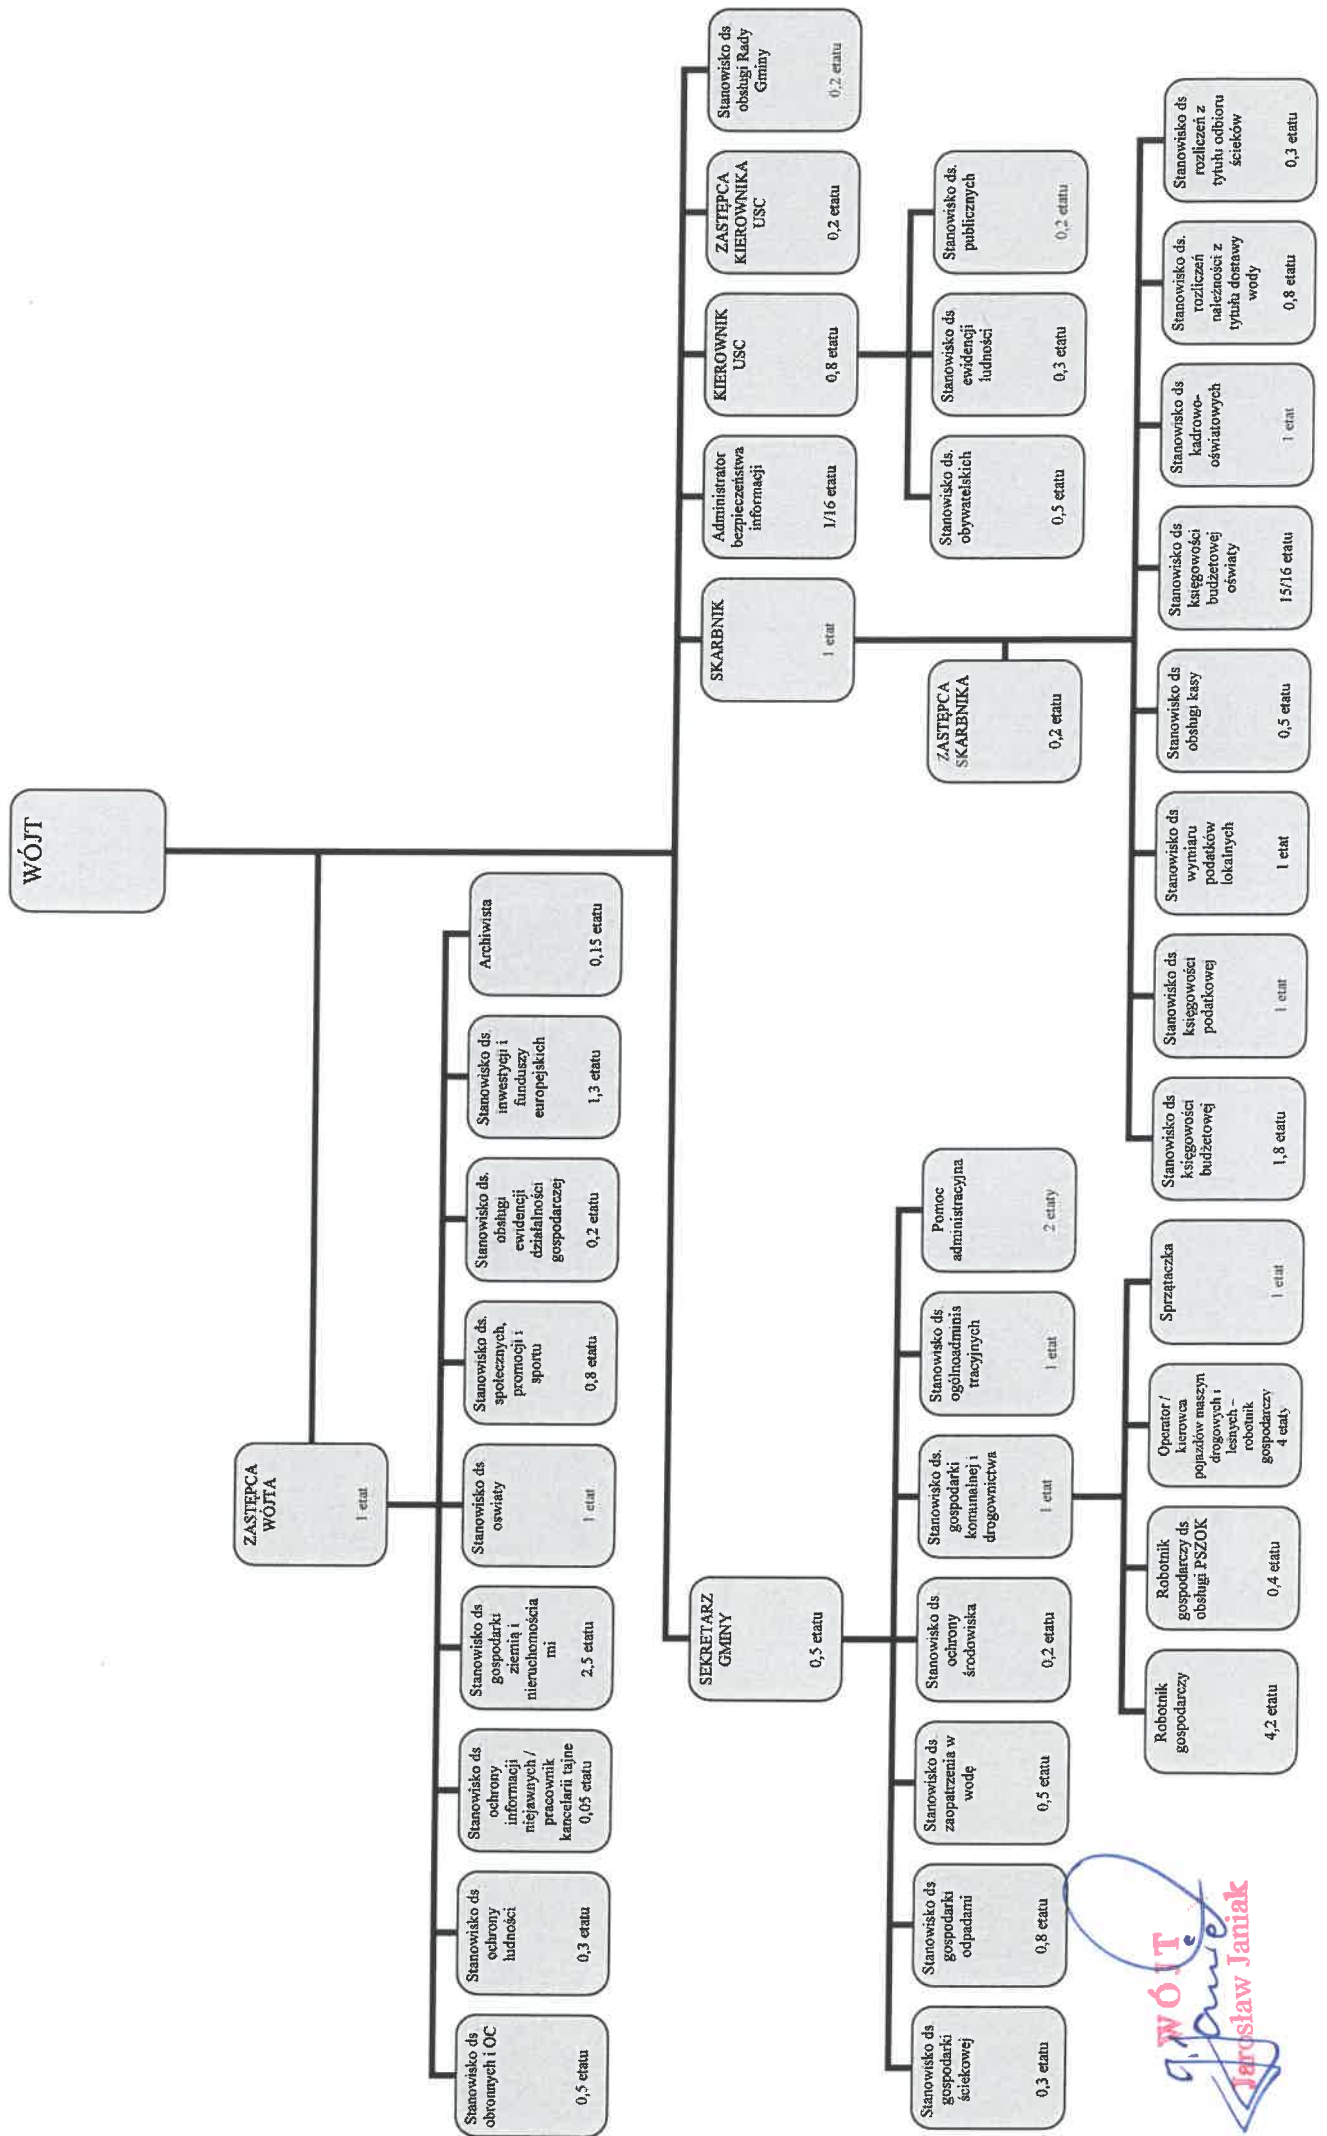 WÓJT
ZASTĘPCA
WÓJTA
1 etat
Stanowisko ds
obronnych i OC
0,5 etatu
Stanowisko ds
ochrony
ludności
0,3 etatu
Stanowisko ds
ochrony
informacji
niejawnych /
pracownik
kancelarii tajne
0,05 etatu
Stanowisko ds
gospodarki
ziemią i
nieruchomościa
mi
2,5 etatu
Stanowisko ds
oświaty
1 etat
Stanowisko ds.
społecznych,
promocji i
sportu
0,8 etatu
Stanowisko ds.
obsługi
ewidencji
działalności
gospodarczej
0,2 etatu
Stanowisko ds.
inwestycji i
funduszy
europejskich
1,3 etatu
Archiwista
0,15 etatu
SEKRETARZ
GMINY
0,5 etatu
SKARBNIK
1 etat
Administrator
bezpieczeństwa
informacji
1/16 etatu
KIEROWNIK
USC
0,8 etatu
ZASTĘPCA
KIEROWNIKA
USC
0,2 etatu
Stanowisko ds
obsługi Rady
Gminy
0,2 etatu
Stanowisko ds
gospodarki
ściekowej
0,3 etatu
Stanowisko ds
gospodarki
odpadami
0,8 etatu
Stanowisko ds
zaopatrzenia w
wodę
0,5 etatu
Stanowisko ds
ochrony
środowiska
0,2 etatu
Stanowisko ds.
gospodarki
komunalnej i
drogownictwa
1 etat
Stanowisko ds
ogólnoadminis
tracyjnych
1 etat
Pomoc
administracyjna
2 etaty
ZASTĘPCA
SKARBNIKA
0,2 etatu
Stanowisko ds.
obywatelskich
0,5 etatu
Stanowisko ds
ewidencji
ludności
0,3 etatu
Stanowisko ds.
publicznych
0,2 etatu
Robotnik
gospodarczy
4,2 etatu
Robotnik
gospodarczy ds
obsługi PSZOK
0,4 etatu
Operator /
kierowca
pojazdów maszyn
drogowych i
leśnych –
robotnik
gospodarczy
4 etaty
Sprzątaczka
1 etat
Stanowisko ds
księgowości
budżetowej
1,8 etatu
Stanowisko ds
księgowości
podatkowej
1 etat
Stanowisko ds
wymiaru
podatków
lokalnych
1 etat
Stanowisko ds
obsługi kasy
0,5 etatu
Stanowisko ds
księgowości
budżetowej
oświaty
15/16 etatu
Stanowisko ds
kadrowo-
oświatowych
1 etat
Stanowisko ds.
rozliczeń
należności z
tytułu dostawy
wody
0,8 etatu
Stanowisko ds
rozliczeń z
tytułu odbioru
ścieków
0,3 etatu
WÓJT
Jarosław Janiak